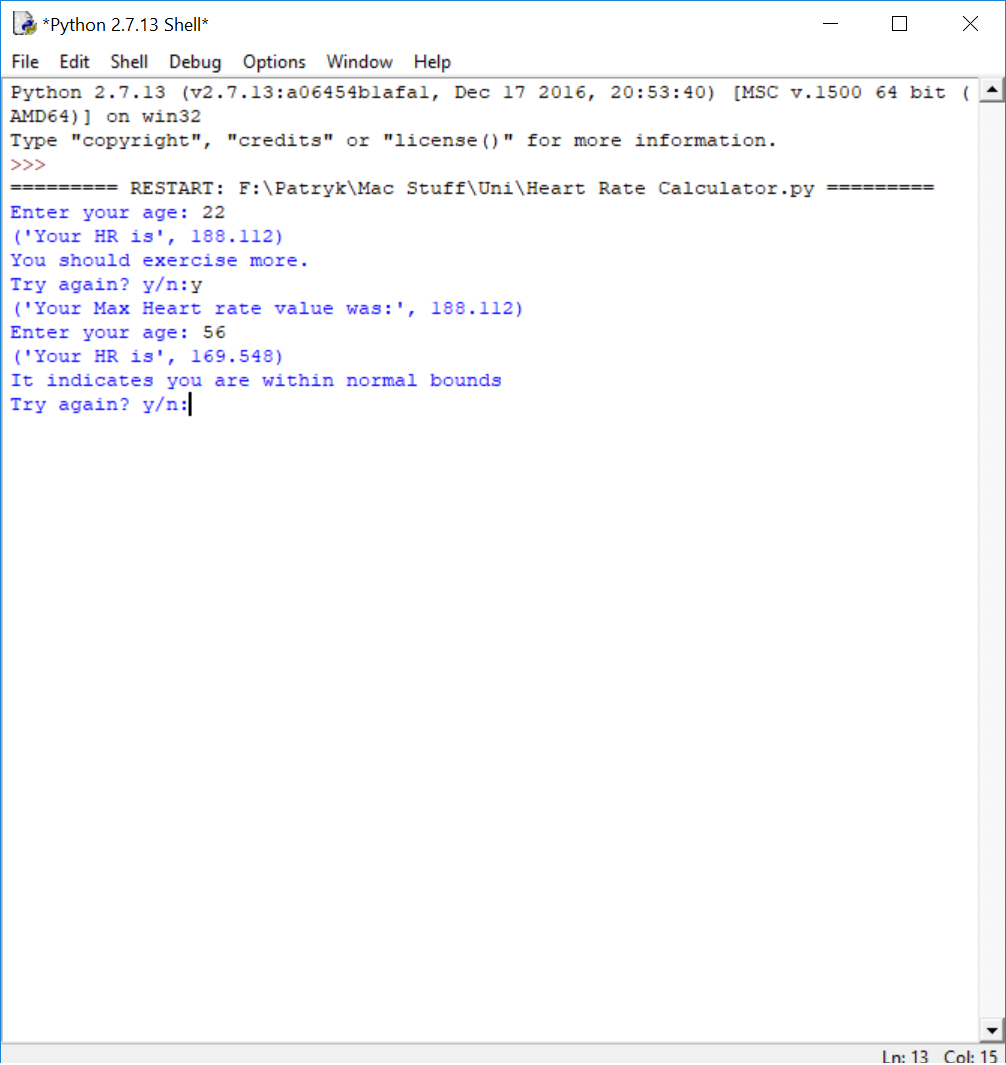 *Python 2.7.13 Shell*
File Edit Shell Debug Options Window Help
Python 2.7.13 (v2.7.13:a06454b1afa1, Dec 17 2016, 20:53:40) [MSC v.1500 64 bit (
AMD64)] on win32
Type "copyright", "credits" or "license()" for more information.
>>>
========= RESTART: F:\Patryk\Mac Stuff\Uni\Heart Rate Calculator.py =========
Enter your age: 22
('Your HR is', 188.112)
You should exercise more.
Try again? y/n:y
('Your Max Heart rate value was:', 188.112)
Enter your age: 56
('Your HR is', 169.548)
It indicates you are within normal bounds
Try again? y/n:
Ln: 13 Col: 15